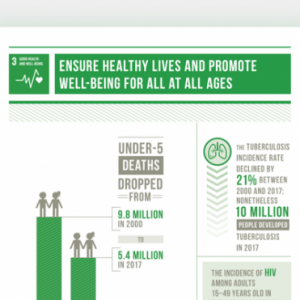 3 GOOD HEALTH
AND WELL-BEING
ENSURE HEALTHY LIVES AND PROMOTE
WELL-BEING FOR ALL AT ALL AGES
UNDER-5
DEATHS
DROPPED
FROM
9.8 MILLION
IN 2000
TO
5.4 MILLION
IN 2017
THE TUBERCULOSIS
INCIDENCE RATE
DECLINED BY
21% BETWEEN
2000 AND 2017;
NONETHELESS
10 MILLION
PEOPLE DEVELOPED
TUBERCULOSIS
IN 2017
THE INCIDENCE OF HIV
AMONG ADULTS
15–49 YEARS OLD IN